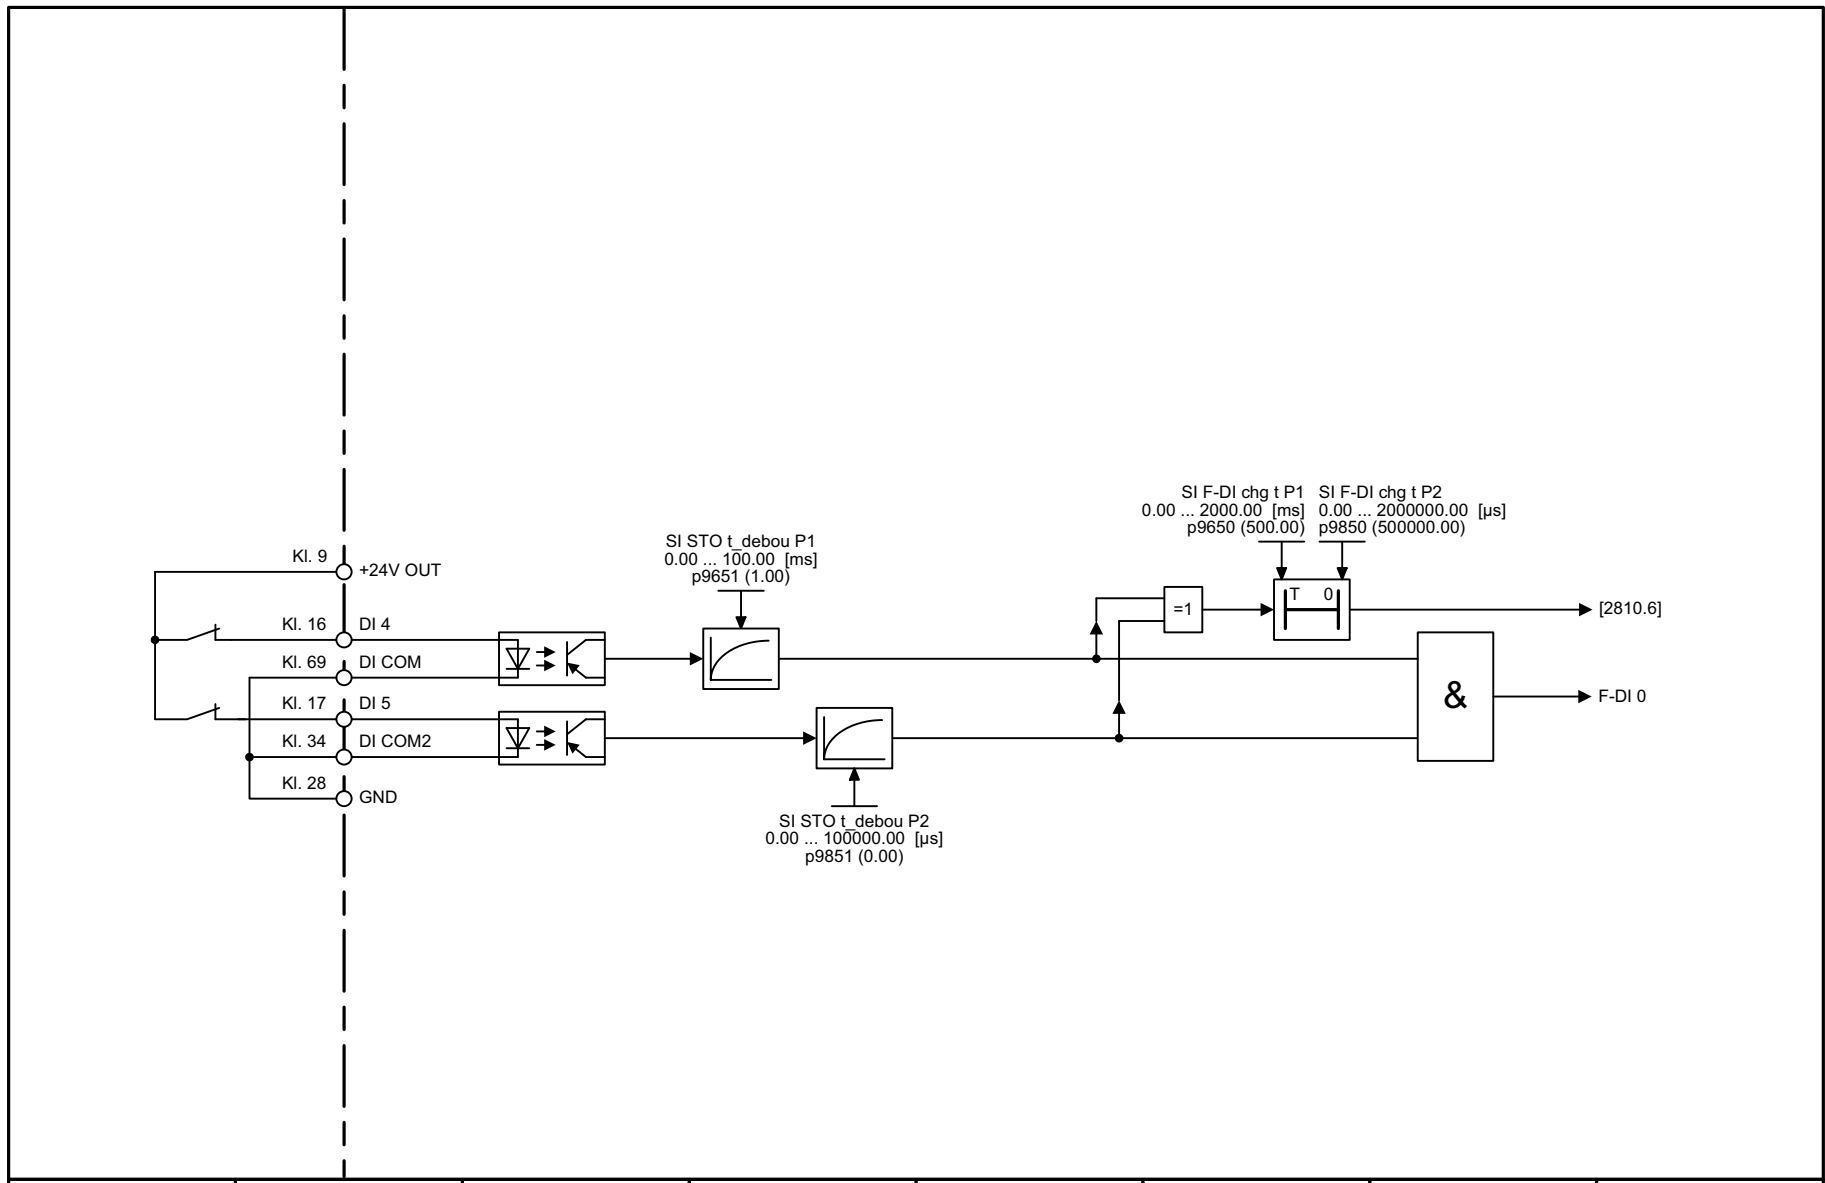 SI F-DI chg t P1
0.00 ... 2000.00 [ms]
p9650 (500.00)
SI F-DI chg t P2
0.00 ... 2000000.00 [µs]
p9850 (500000.00)
SI STO t_debou P1
0.00 ... 100.00 [ms]
p9651 (1.00)
Kl. 9
+24V OUT
T 0
=1
[2810.6]
Kl. 16
DI 4
Kl. 69
DI COM
Kl. 17
DI 5
&
F-DI 0
Kl. 34
DI COM2
Kl. 28
GND
SI STO t_debou P2
0.00 ... 100000.00 [µs]
p9851 (0.00)